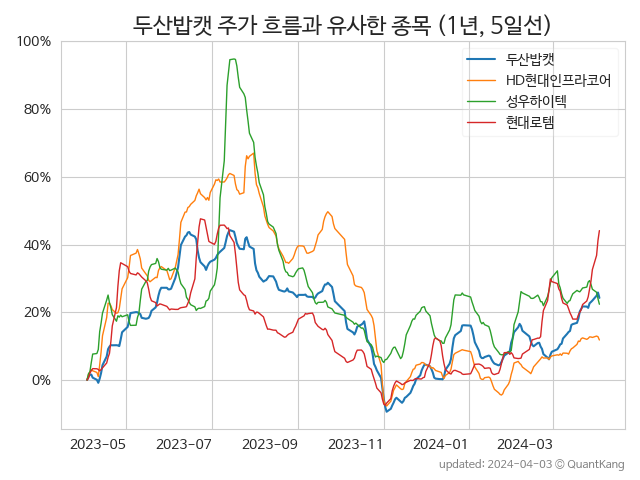 두산밥캣 주가 흐름과 유사한 종목 (1년, 5일선)
100%
80%
60%
40%
20%
0%
두산밥캣
HD현대인프라코어
성우하이텍
현대로템
2023-05 2023-07 2023-09 2023-11 2024-01 2024-03
updated: 2024-04-03 © QuantKang